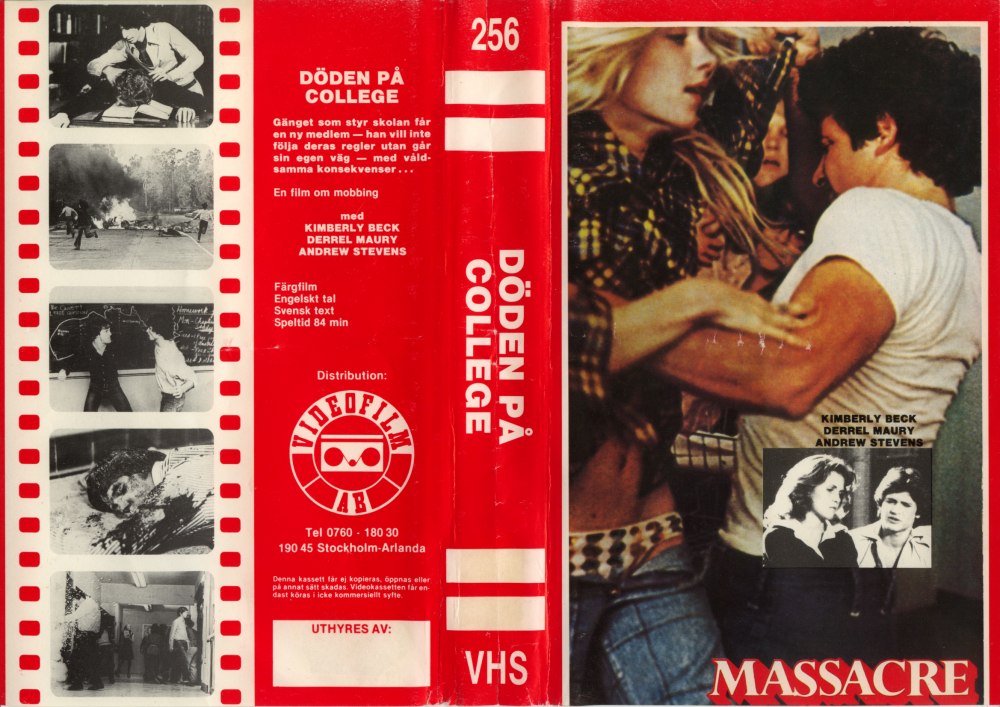 DÖDEN PÅ
COLLEGE
Gänget som styr skolan får
en ny medlem — han vill inte
följa deras regler utan går
sin egen väg — med våld-
samma konsekvenser...
En film om mobbing
med
KIMBERLY BECK
DERREL MAURY
ANDREW STEVENS
Färgfilm
Engelskt tal
Svensk text
Speltid 84 min
Distribution:
VIDEOFILM
AB
Tel 0760 - 180 30
190 45 Stockholm-Arlanda
Denna kassett får ej kopieras, öppnas eller
på annat sätt skadas. Videokassetten får en-
dast köras i icke kommersiellt syfte.
UTHYRES AV:
256
DÖDEN PÅ
COLLEGE
VHS
KIMBERLY BECK
DERREL MAURY
ANDREW STEVENS
MASSACRE